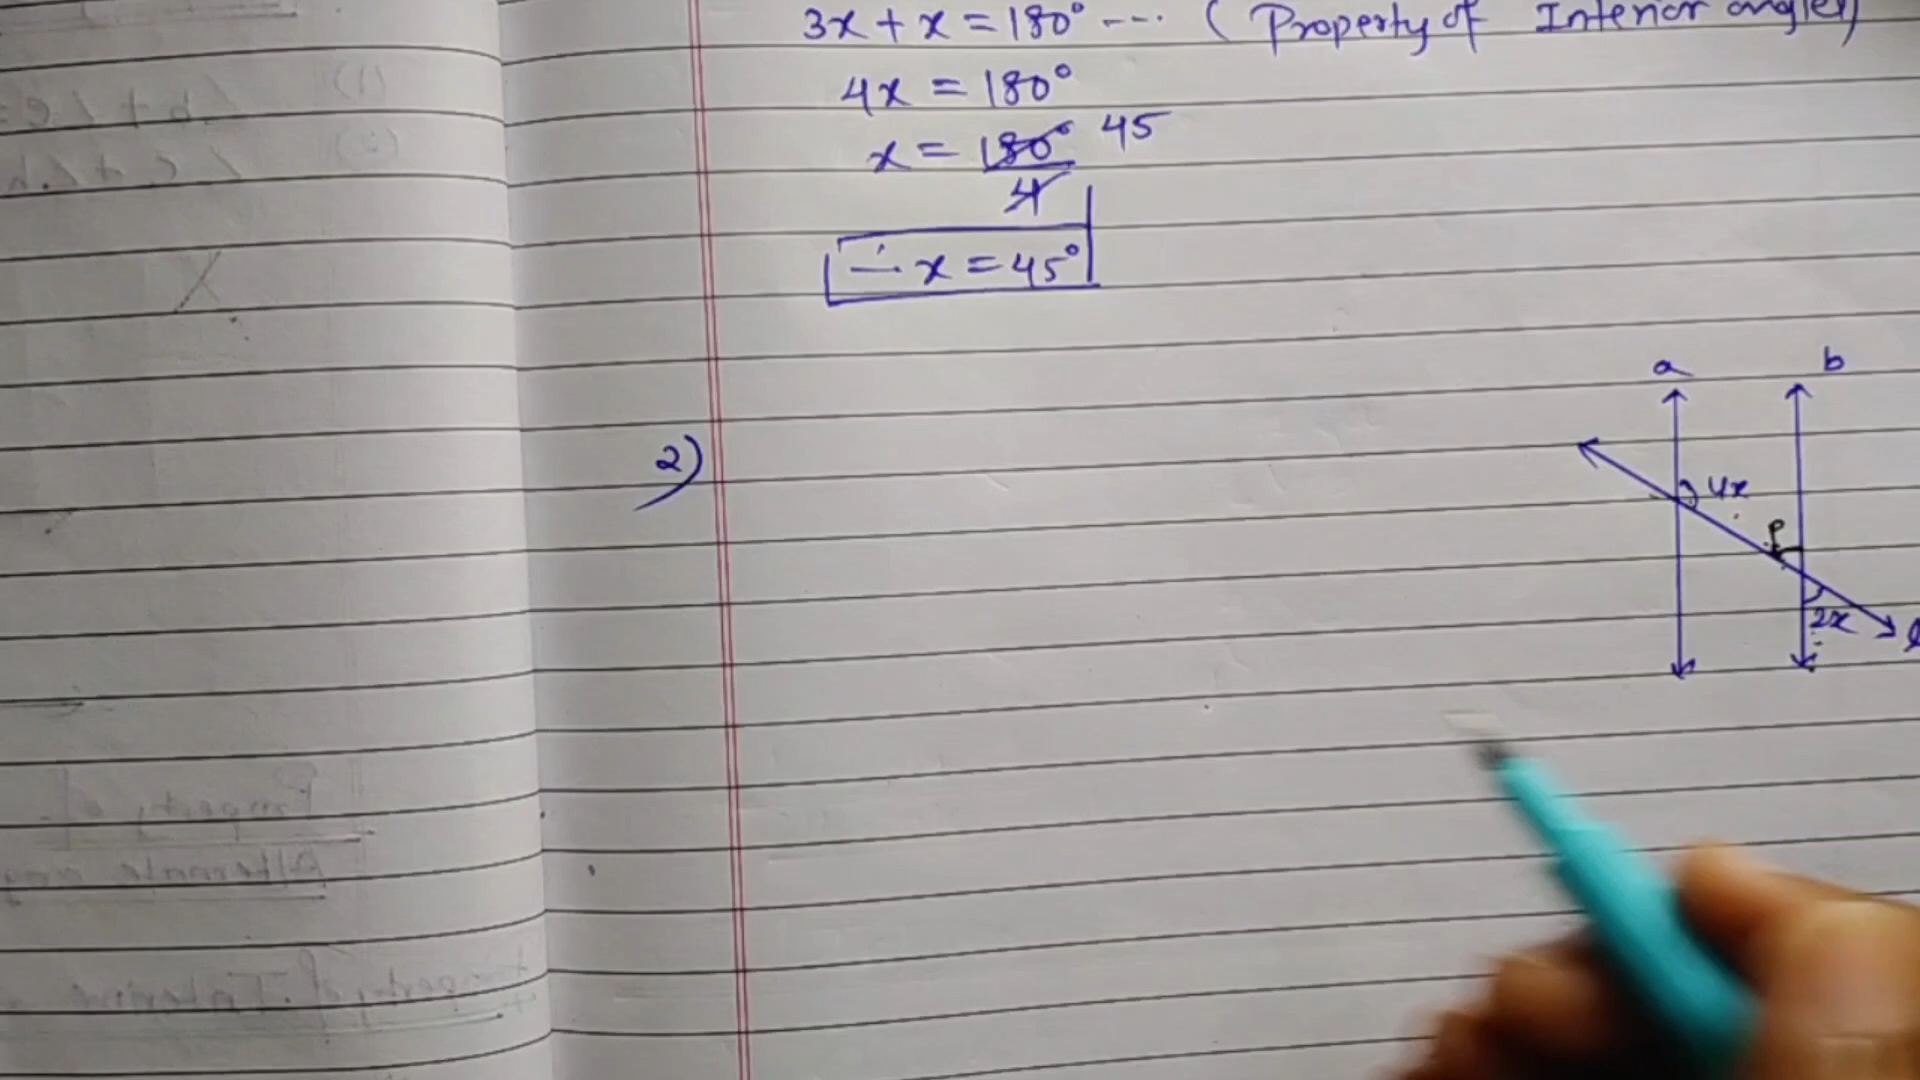 3x + x = 180° --- ( Property of Interior angles)
4x = 180°
x = 180° 45
4
∴ x = 45°
2)
a b
4x
P
2x
l